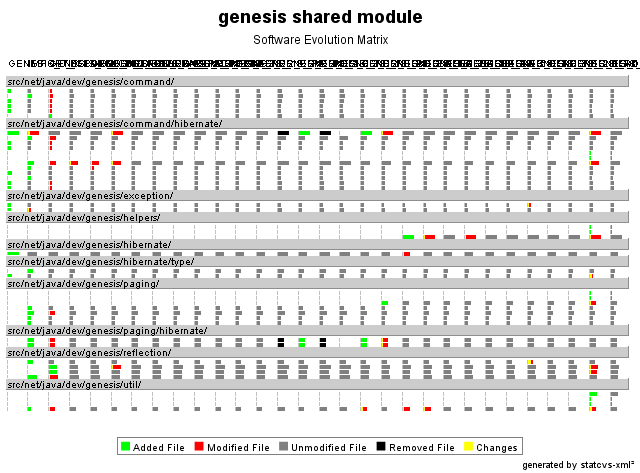 genesis shared module
Software Evolution Matrix
src/net/java/dev/genesis/command/
src/net/java/dev/genesis/command/hibernate/
src/net/java/dev/genesis/exception/
src/net/java/dev/genesis/helpers/
src/net/java/dev/genesis/hibernate/
src/net/java/dev/genesis/hibernate/type/
src/net/java/dev/genesis/paging/
src/net/java/dev/genesis/paging/hibernate/
src/net/java/dev/genesis/reflection/
src/net/java/dev/genesis/util/
Added File Modified File Unmodified File Removed File Changes
generated by statcvs-xml²